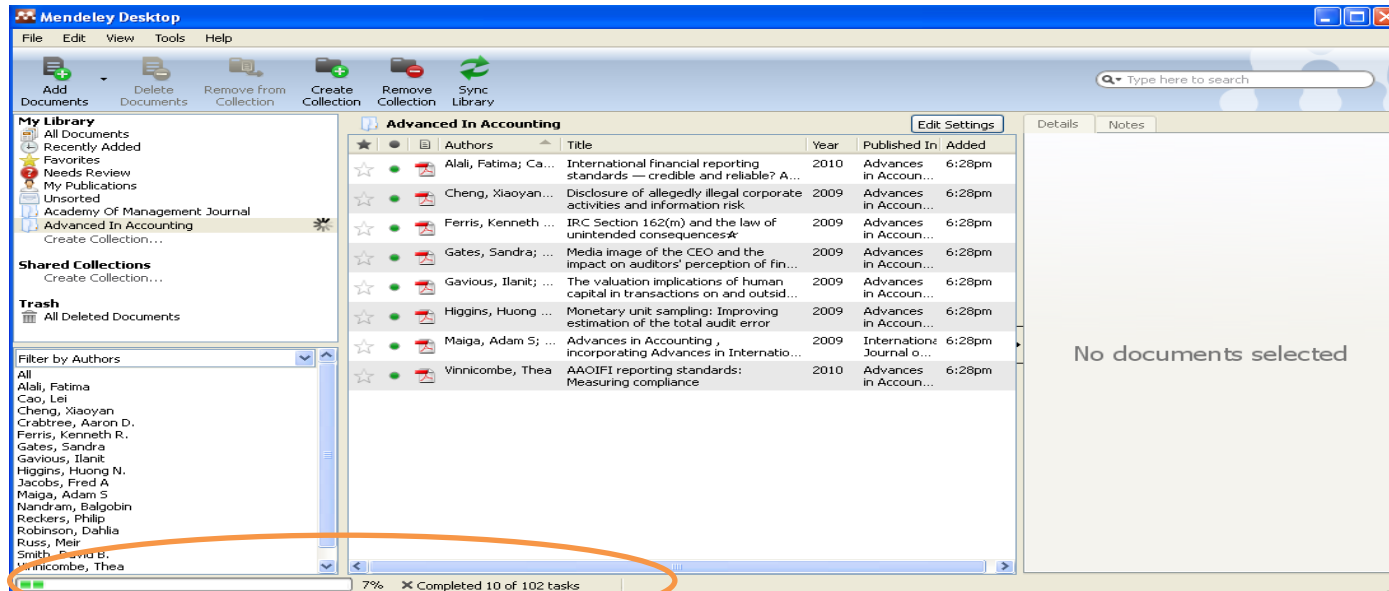 Mendeley Desktop
File Edit View Tools Help
Add Documents
Delete Documents
Remove from Collection
Create Collection
Remove Collection
Sync Library
Type here to search
My Library
All Documents
Recently Added
Favorites
Needs Review
My Publications
Unsorted
Academy Of Management Journal
Advanced In Accounting
Create Collection...
Shared Collections
Create Collection...
Trash
All Deleted Documents
Filter by Authors
All
Alali, Fatima
Cao, Lei
Cheng, Xiaoyan
Crabtree, Aaron D.
Ferris, Kenneth R.
Gates, Sandra
Gavious, Ilanit
Higgins, Huong N.
Jacobs, Fred A
Maiga, Adam S
Nandram, Balgobin
Reckers, Philip
Robinson, Dahlia
Russ, Meir
Smith, David B.
Vinnicombe, Thea
Advanced In Accounting
Edit Settings
Authors Title Year Published In Added
Alali, Fatima; Ca... International financial reporting 2010 Advances 6:28pm
standards — credible and reliable? A... in Accoun...
Cheng, Xiaoyan... Disclosure of allegedly illegal corporate 2009 Advances 6:28pm
activities and information risk in Accoun...
Ferris, Kenneth ... IRC Section 162(m) and the law of 2009 Advances 6:28pm
unintended consequences☆ in Accoun...
Gates, Sandra; ... Media image of the CEO and the 2009 Advances 6:28pm
impact on auditors' perception of fin... in Accoun...
Gavious, Ilanit; ... The valuation implications of human 2009 Advances 6:28pm
capital in transactions on and outsid... in Accoun...
Higgins, Huong ... Monetary unit sampling: Improving 2009 Advances 6:28pm
estimation of the total audit error in Accoun...
Maiga, Adam S; ... Advances in Accounting , 2009 Internationa 6:28pm
incorporating Advances in Internatio... Journal o...
Vinnicombe, Thea AAOIFI reporting standards: 2010 Advances 6:28pm
Measuring compliance in Accoun...
Details Notes
No documents selected
7% Completed 10 of 102 tasks